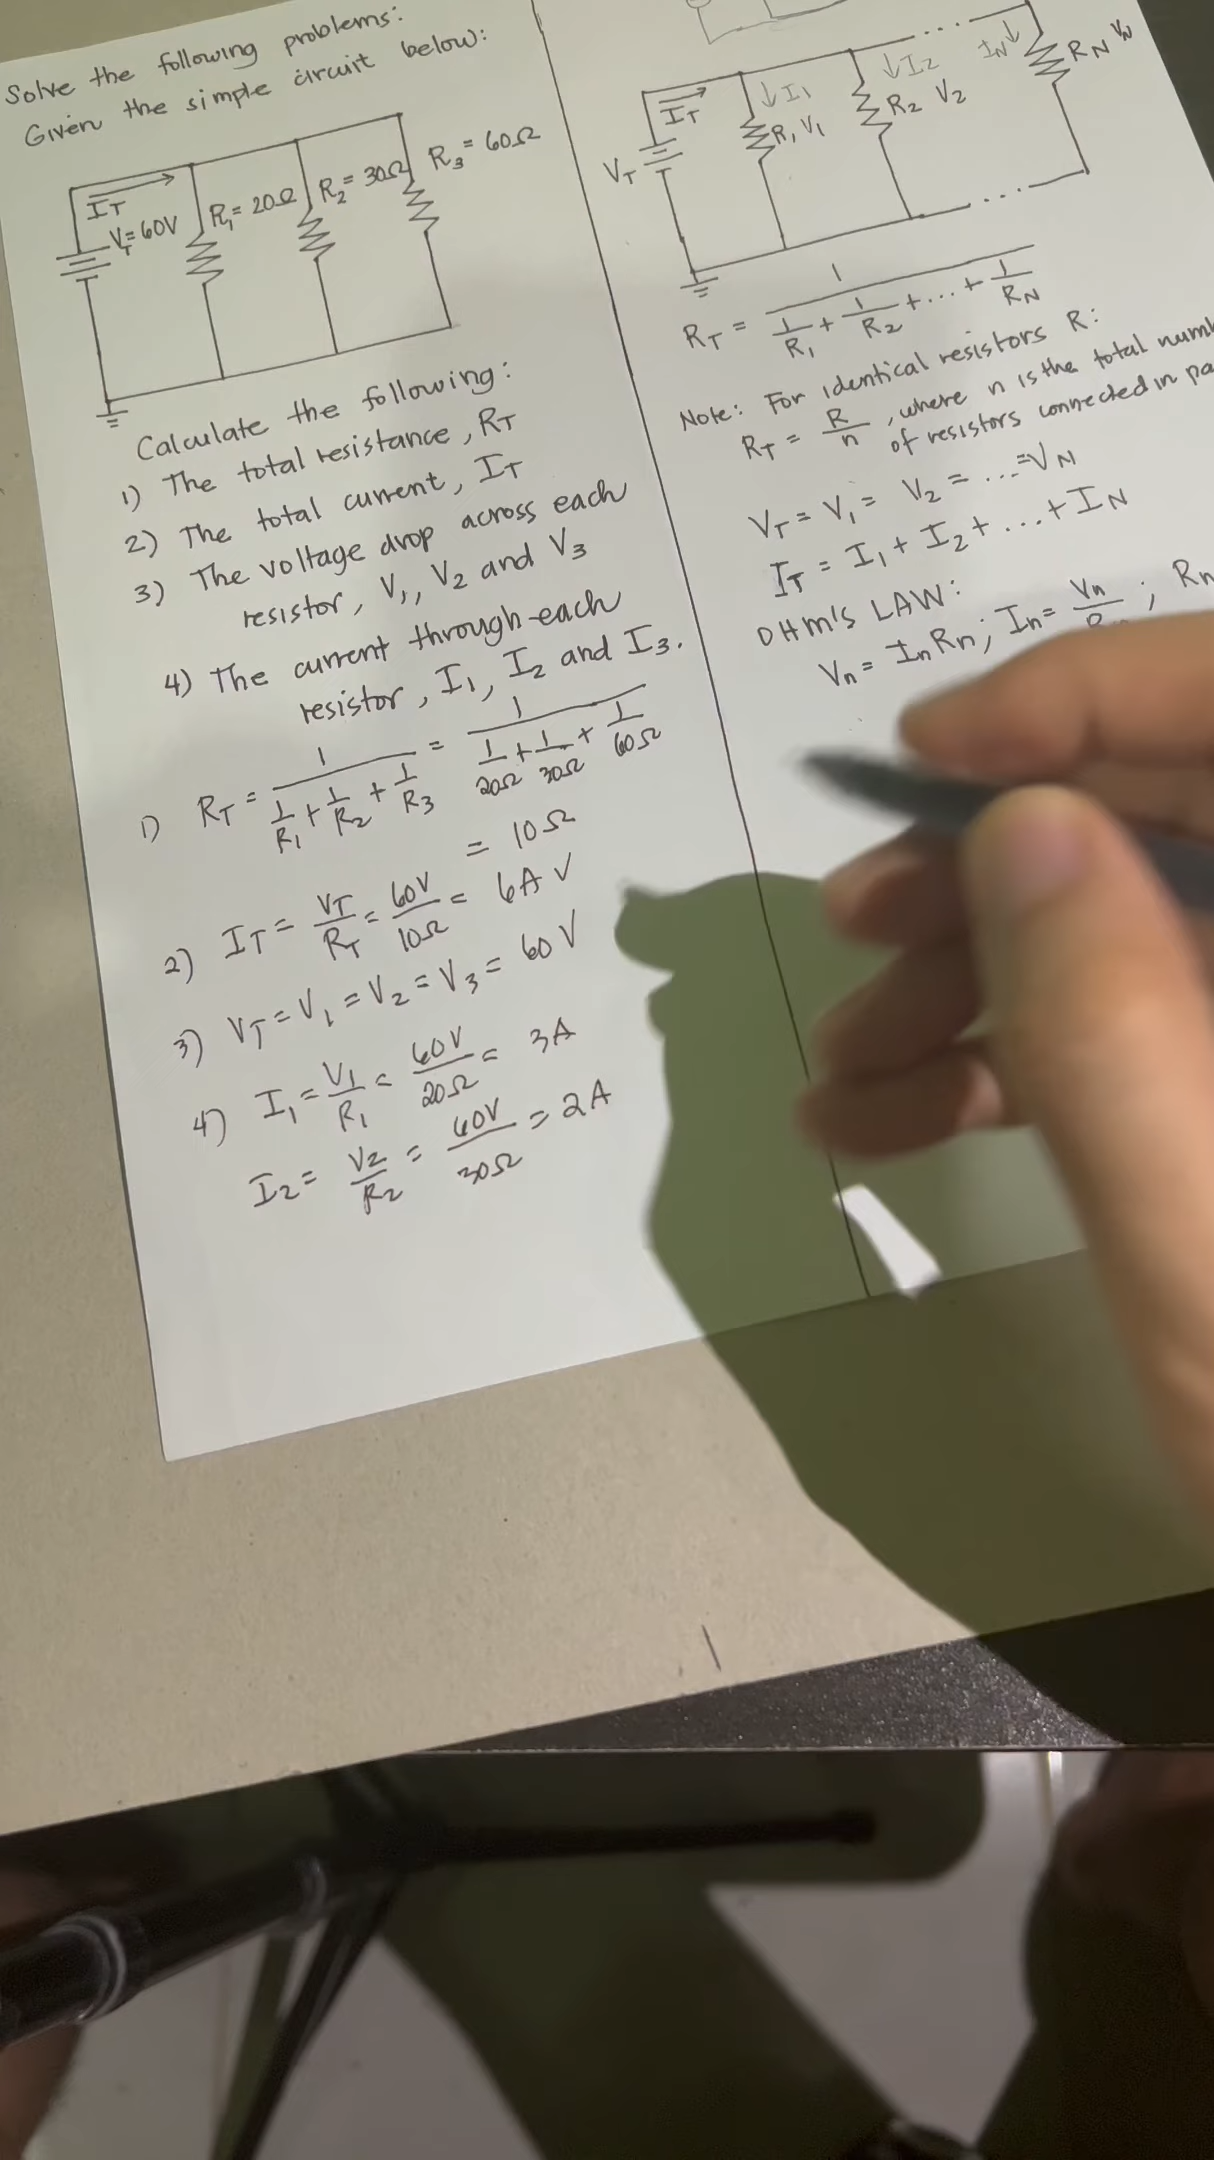 Solve the following problems:
Given the simple circuit below:
IT
VT=60V
R1=20Ω
R2=30Ω
R3=60Ω
Calculate the following:
1) The total resistance, RT
2) The total current, IT
3) The voltage drop across each
resistor, V1, V2 and V3
4) The current through each
resistor, I1, I2 and I3.
1) RT = 1/(1/R1 + 1/R2 + 1/R3) = 1/(1/20Ω + 1/30Ω + 1/60Ω)
= 10Ω
2) IT = VT/RT = 60V/10Ω = 6A √
3) VT = V1 = V2 = V3 = 60V
4) I1 = V1/R1 = 60V/20Ω = 3A
I2 = V2/R2 = 60V/30Ω = 2A
VT
IT
↓I1
R1 V1
↓I2
R2 V2
...
IN↓
RN VN
...
RT = 1/(1/R1 + 1/R2 + ... + 1/RN)
Note: For identical resistors R:
RT = R/n, where n is the total
of resistors connected in
VT = V1 = V2 = ... = VN
IT = I1 + I2 + ... + IN
OHM'S LAW:
Vn = InRn; In = Vn/Rn; Rn